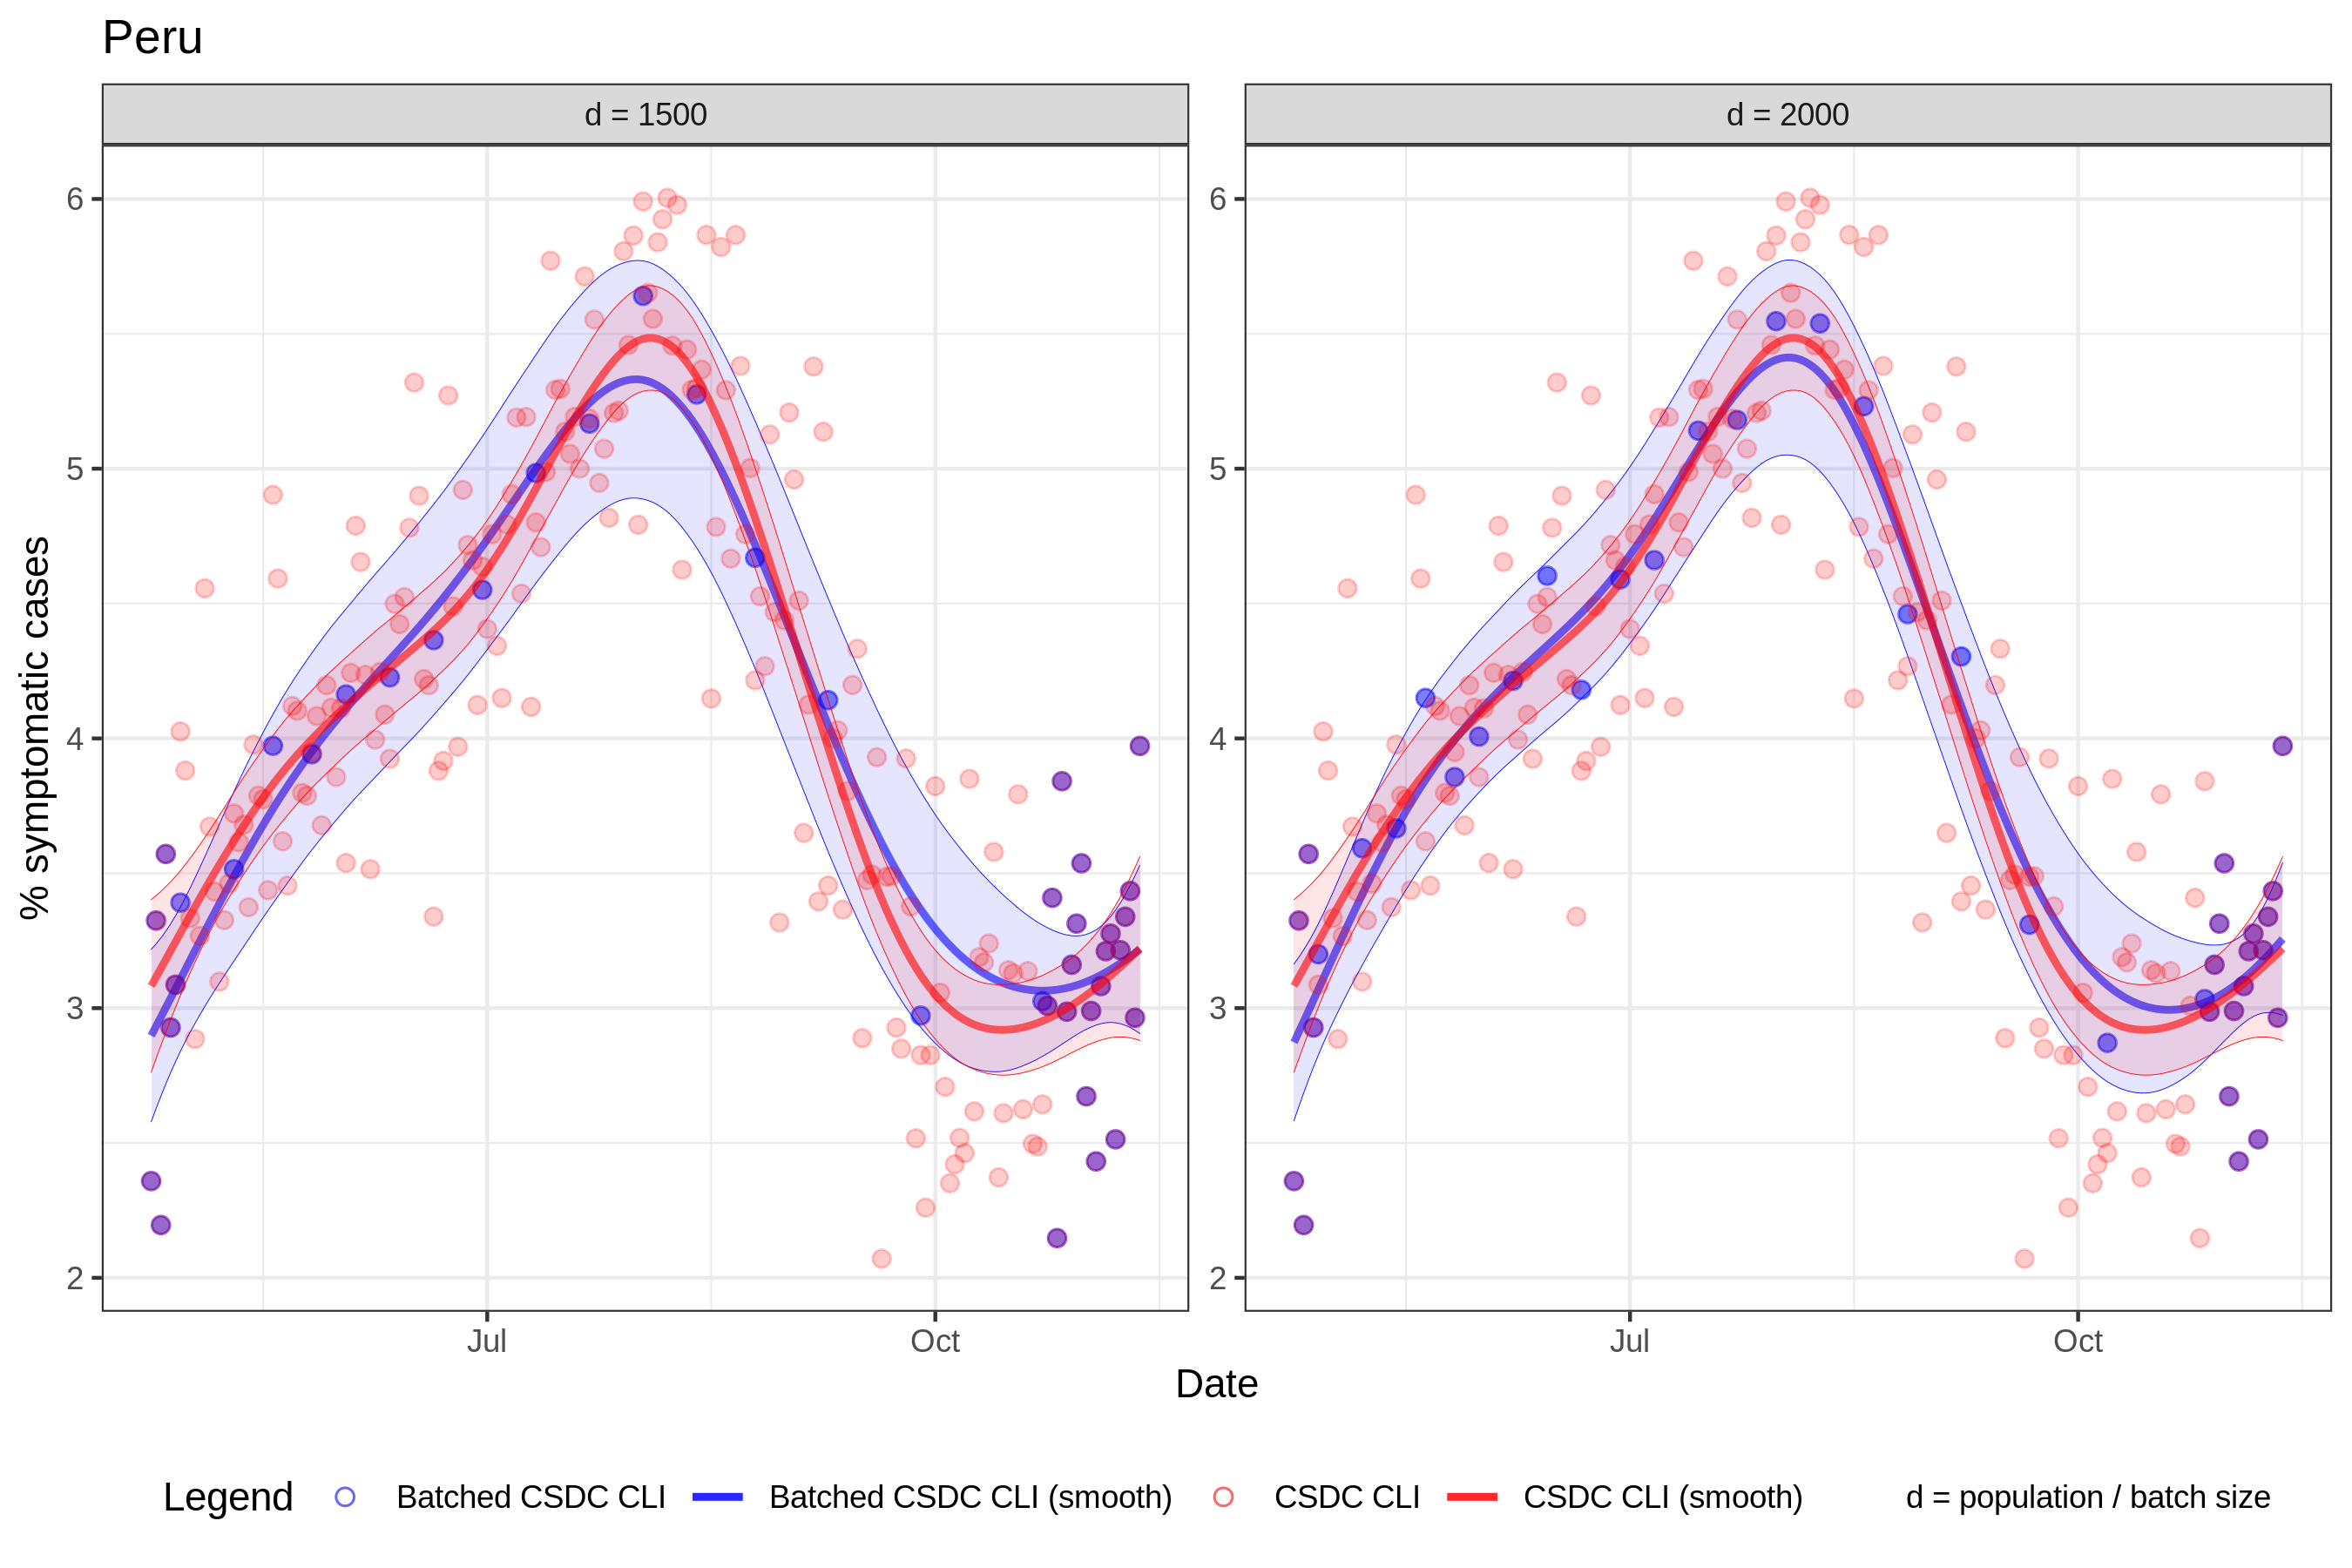 Peru
d = 1500
d = 2000
6
5
4
3
2
6
5
4
3
2
% symptomatic cases
Jul
Oct
Jul
Oct
Date
Legend
Batched CSDC CLI
Batched CSDC CLI (smooth)
CSDC CLI
CSDC CLI (smooth)
d = population / batch size